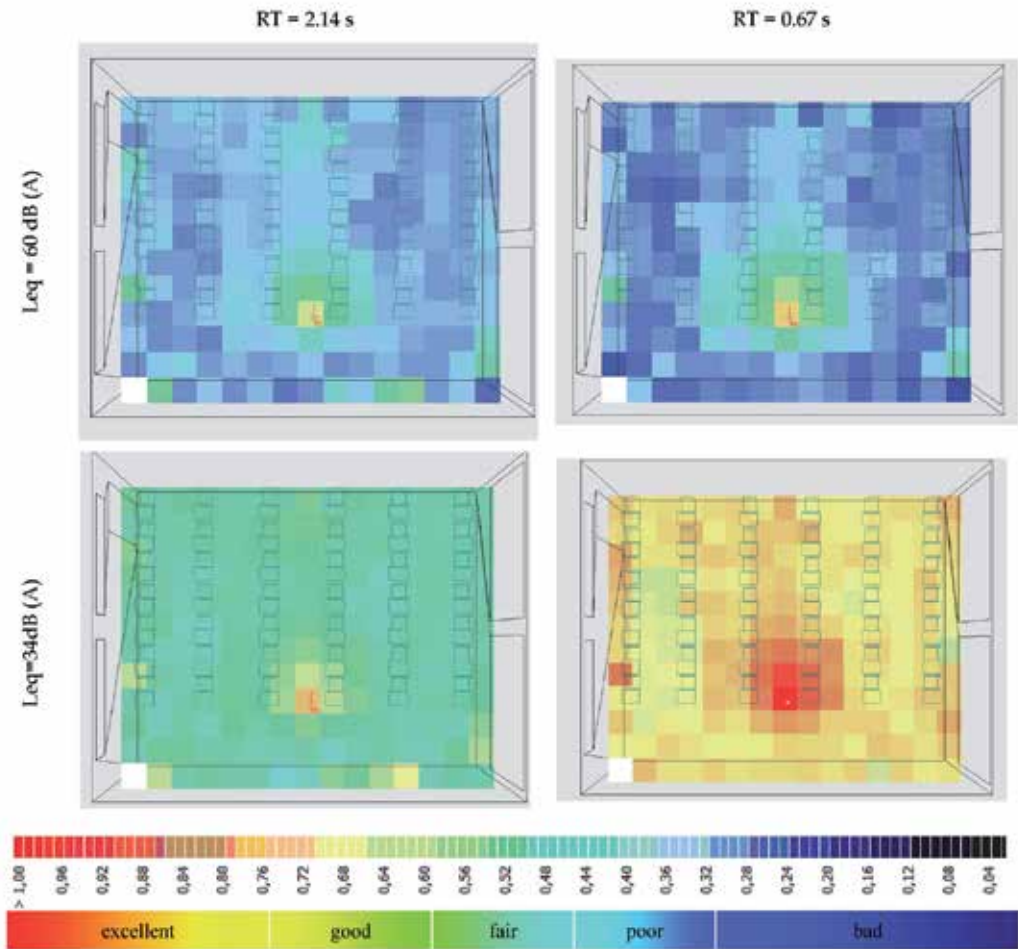 RT = 2.14 s
RT = 0.67 s
Leq = 60 dB (A)
Leq=34dB (A)
> 1,00 0,96 0,92 0,88 0,84 0,80 0,76 0,72 0,68 0,64 0,60 0,56 0,52 0,48 0,44 0,40 0,36 0,32 0,28 0,24 0,20 0,16 0,12 0,08 0,04
excellent good fair poor bad